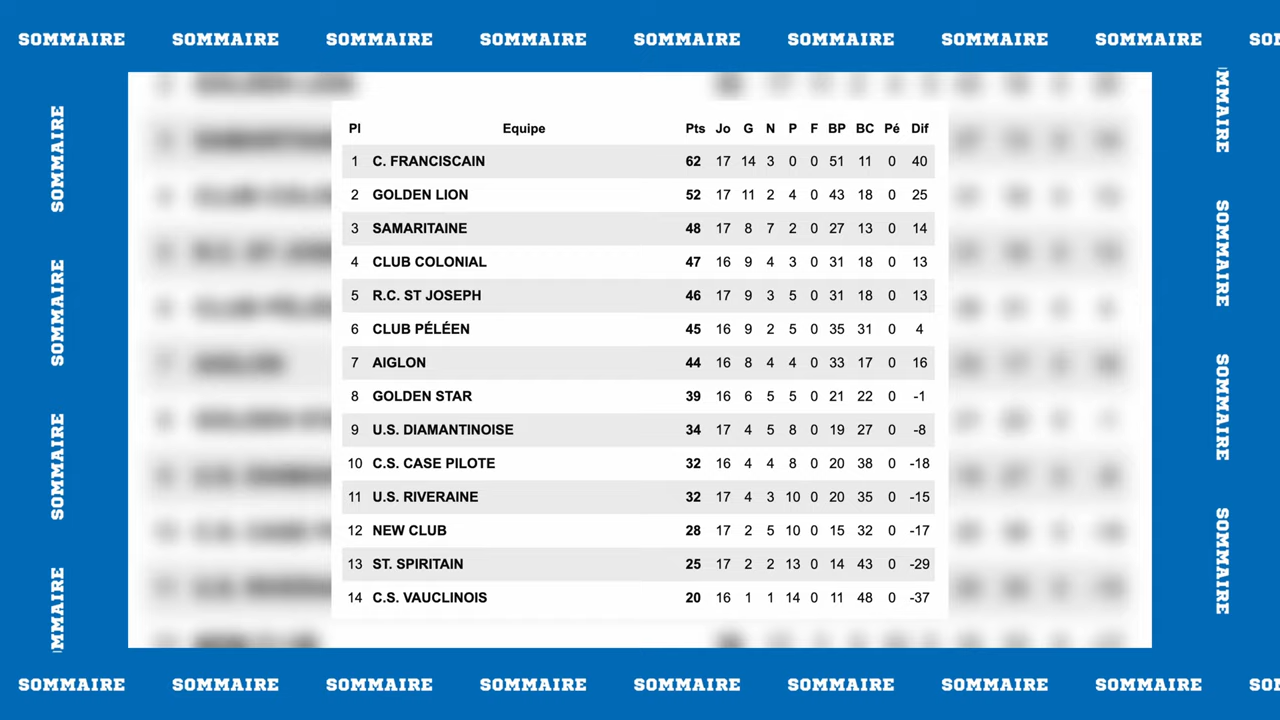 SOMMAIRE SOMMAIRE SOMMAIRE SOMMAIRE SOMMAIRE SOMMAIRE SOMMAIRE SOMMAIRE SO
SOMMAIRE
SOMMAIRE
SOMMAIRE
MMAIRE
Pl Equipe Pts Jo G N P F BP BC Pé Dif
1 C. FRANCISCAIN 62 17 14 3 0 0 51 11 0 40
2 GOLDEN LION 52 17 11 2 4 0 43 18 0 25
3 SAMARITAINE 48 17 8 7 2 0 27 13 0 14
4 CLUB COLONIAL 47 16 9 4 3 0 31 18 0 13
5 R.C. ST JOSEPH 46 17 9 3 5 0 31 18 0 13
6 CLUB PÉLÉEN 45 16 9 2 5 0 35 31 0 4
7 AIGLON 44 16 8 4 4 0 33 17 0 16
8 GOLDEN STAR 39 16 6 5 5 0 21 22 0 -1
9 U.S. DIAMANTINOISE 34 17 4 5 8 0 19 27 0 -8
10 C.S. CASE PILOTE 32 16 4 4 8 0 20 38 0 -18
11 U.S. RIVERAINE 32 17 4 3 10 0 20 35 0 -15
12 NEW CLUB 28 17 2 5 10 0 15 32 0 -17
13 ST. SPIRITAIN 25 17 2 2 13 0 14 43 0 -29
14 C.S. VAUCLINOIS 20 16 1 1 14 0 11 48 0 -37
MMAIRE
SOMMAIRE
SOMMAIRE
SOMMAIRE
SOMMAIRE SOMMAIRE SOMMAIRE SOMMAIRE SOMMAIRE SOMMAIRE SOMMAIRE SOMMAIRE SO